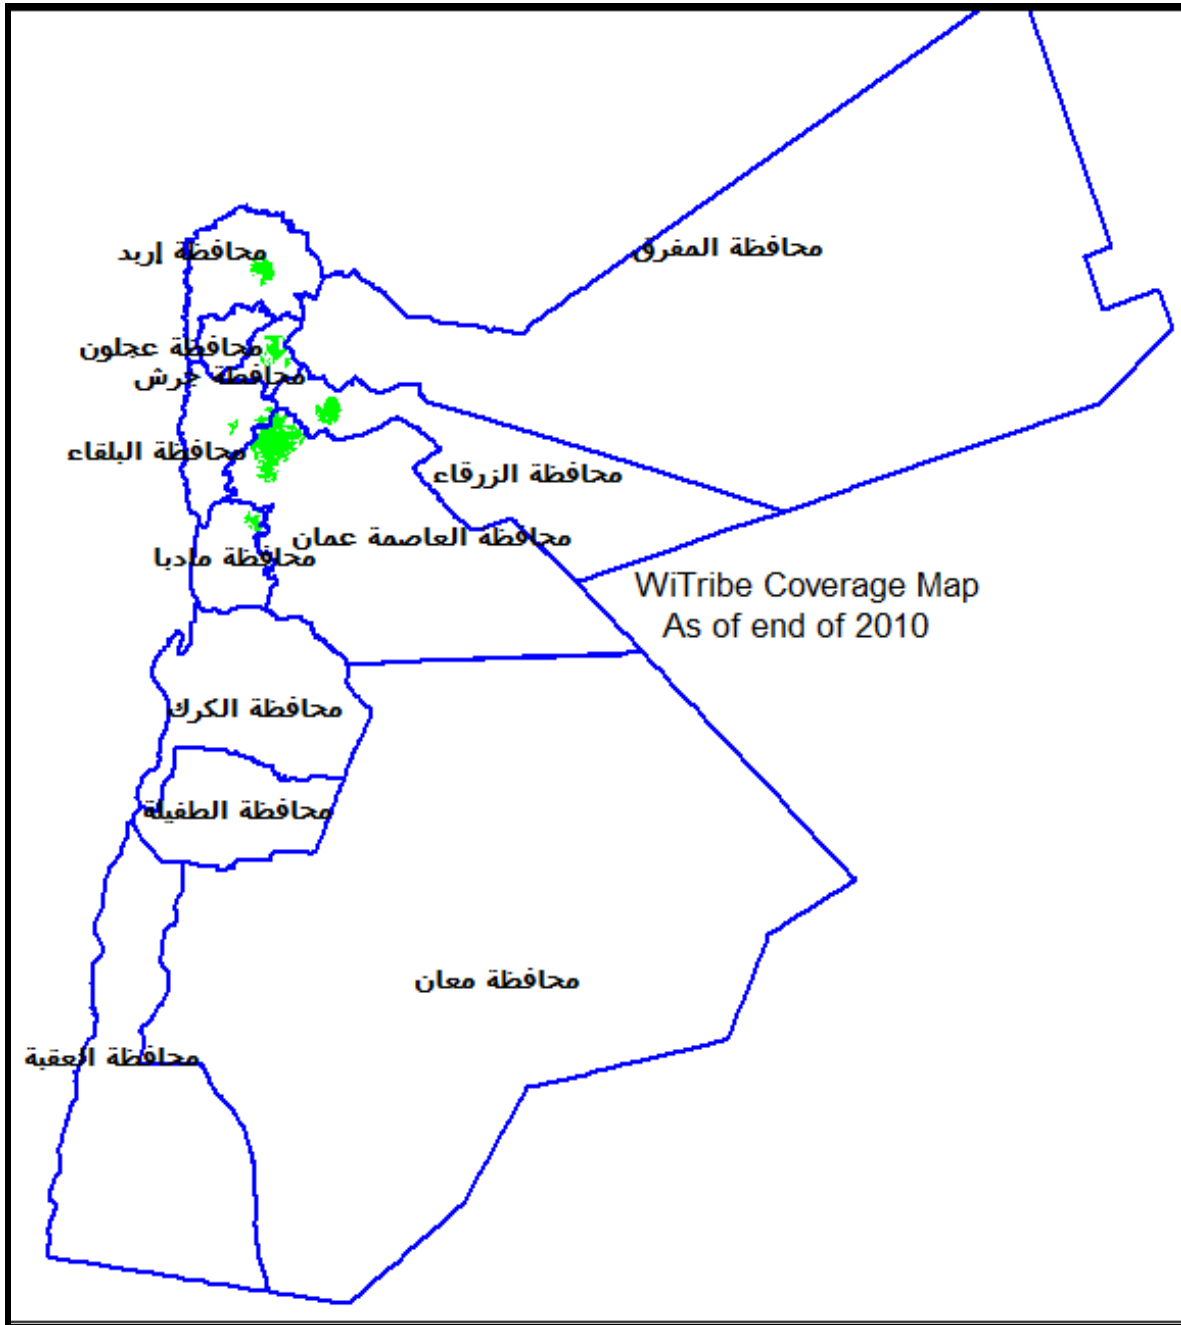 محافظة المفرق
محافظة إربد
محافظة عجلون
محافظة جرش
محافظة البلقاء
محافظة الزرقاء
محافظة العاصمة عمان
محافظة مادبا
WiTribe Coverage Map
As of end of 2010
محافظة الكرك
محافظة الطفيلة
محافظة معان
محافظة العقبة